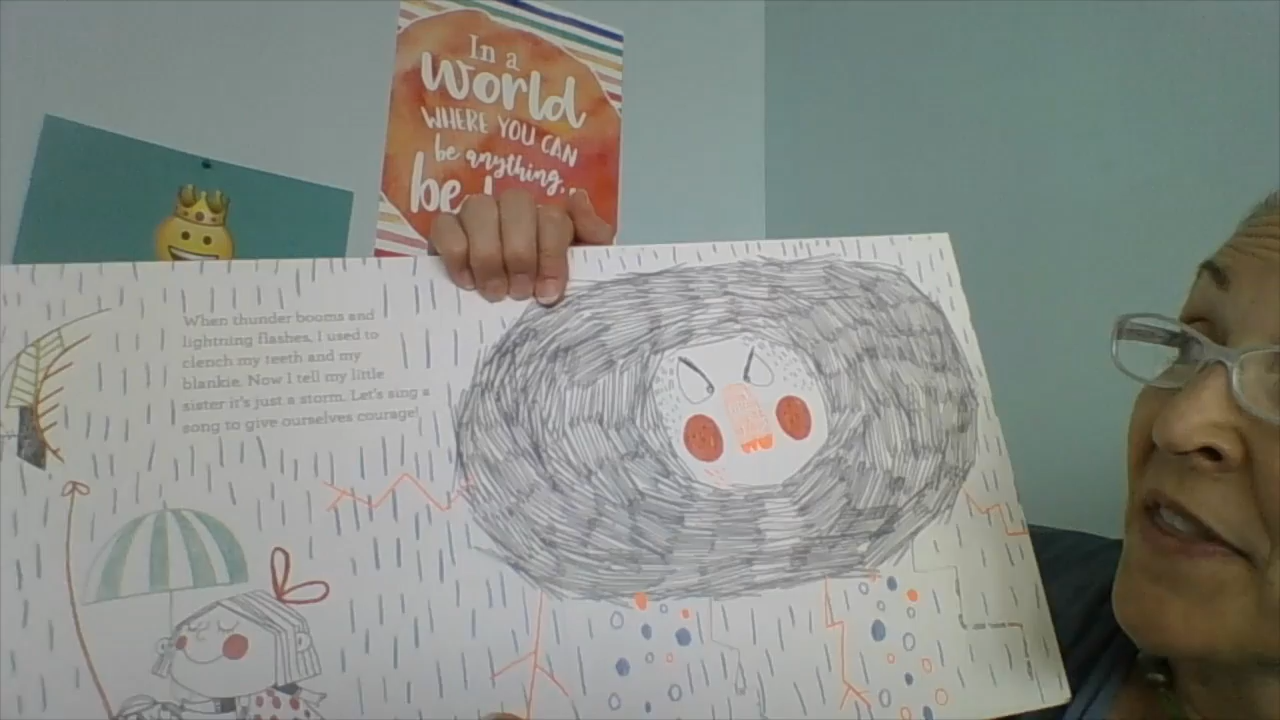 In a
World
WHERE YOU CAN
be anything,..
be
When thunder booms and
lightning flashes, I used to
clench my teeth and my
blankie. Now I tell my little
sister it's just a storm. Let's sing a
song to give ourselves courage!